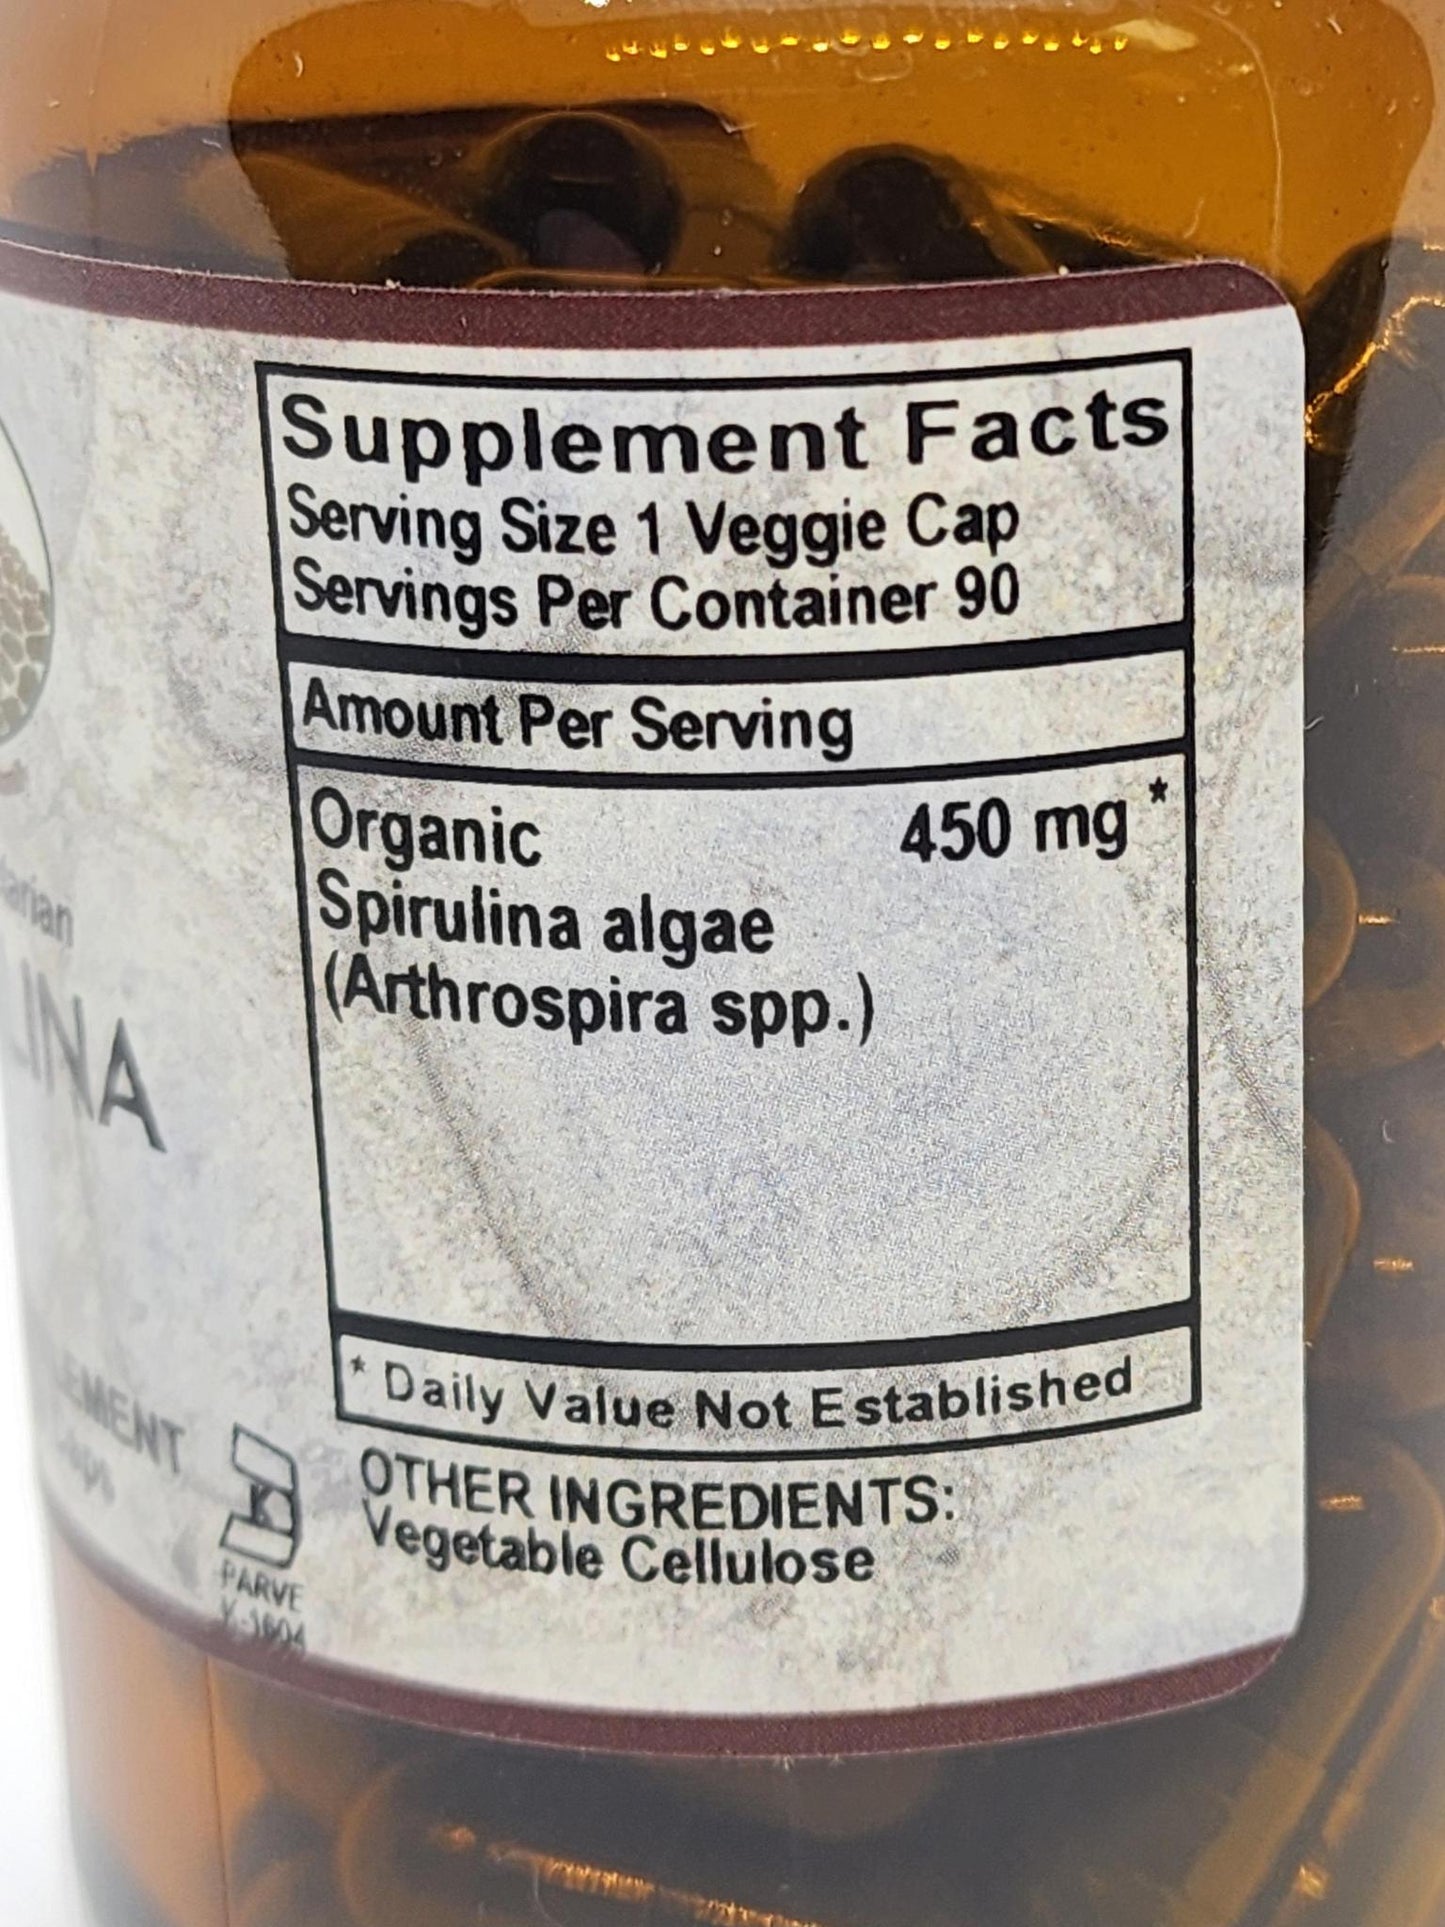 Supplement Facts
Serving Size 1 Veggie Cap
Servings Per Container 90
Amount Per Serving
Organic 450 mg *
Spirulina algae
(Arthrospira spp.)
* Daily Value Not Established
OTHER INGREDIENTS:
Vegetable Cellulose
K
PARVE